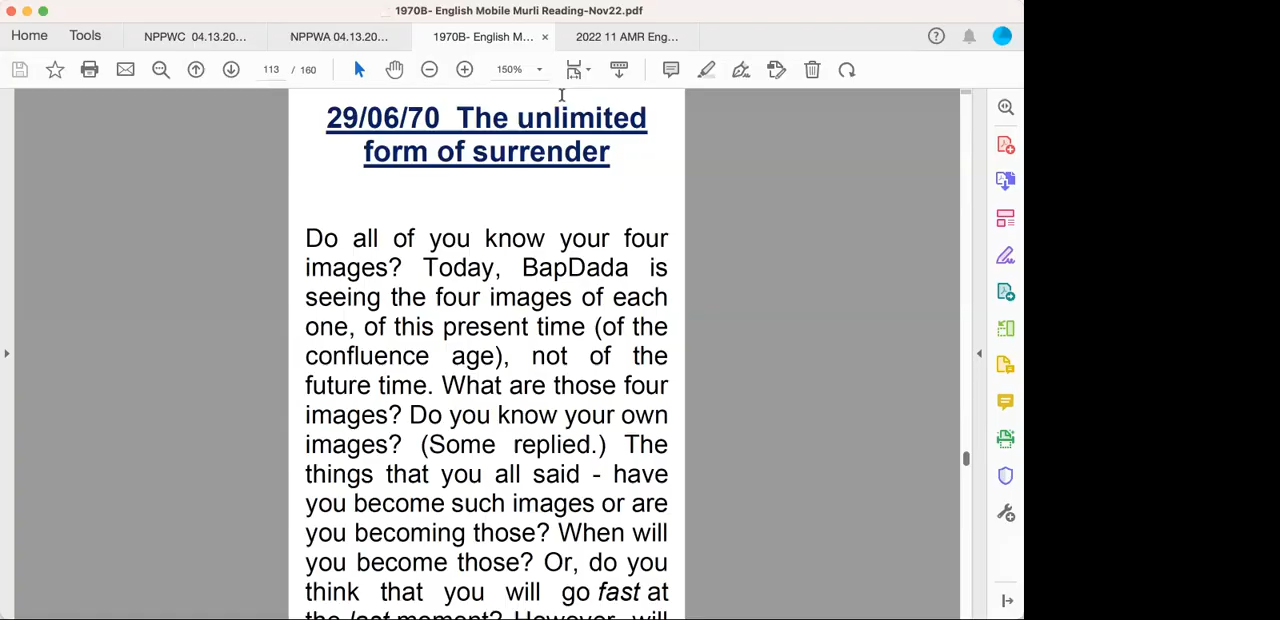 1970B- English Mobile Murli Reading-Nov22.pdf
Home Tools NPPWC 04.13.20... NPPWA 04.13.20... 1970B- English M... × 2022 11 AMR Eng...
113 / 160 150%
29/06/70 The unlimited
form of surrender
Do all of you know your four
images? Today, BapDada is
seeing the four images of each
one, of this present time (of the
confluence age), not of the
future time. What are those four
images? Do you know your own
images? (Some replied.) The
things that you all said - have
you become such images or are
you becoming those? When will
you become those? Or, do you
think that you will go fast at
the last moment? However, will